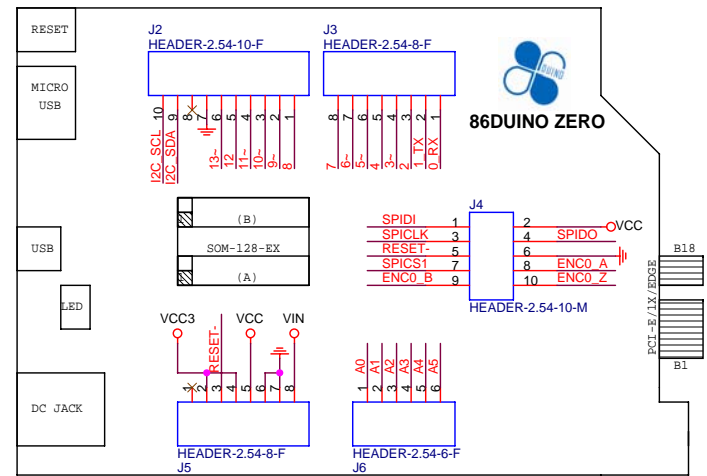 RESET
MICRO
USB
USB
LED
DC JACK
J2
HEADER-2.54-10-F
10 9 8 7 6 5 4 3 2 1
I2C_SCL I2C_SDA 13~ 12 11~ 10~ 9~ 8
J3
HEADER-2.54-8-F
8 7 6 5 4 3 2 1
7 6~ 5~ 4 3~ 2 1_TX 0_RX
DUINO
86DUINO ZERO
(B)
SOM-128-EX
(A)
J4
SPIDI 1 2 VCC
SPICLK 3 4 SPIDO
RESET- 5 6
SPICS1 7 8 ENC0_A
ENC0_B 9 10 ENC0_Z
HEADER-2.54-10-M
B18
PCI-E/1X/EDGE
B1
VCC3 RESET- VCC VIN
1 2 3 4 5 6 7 8
HEADER-2.54-8-F
J5
A0 A1 A2 A3 A4 A5
1 2 3 4 5 6
HEADER-2.54-6-F
J6